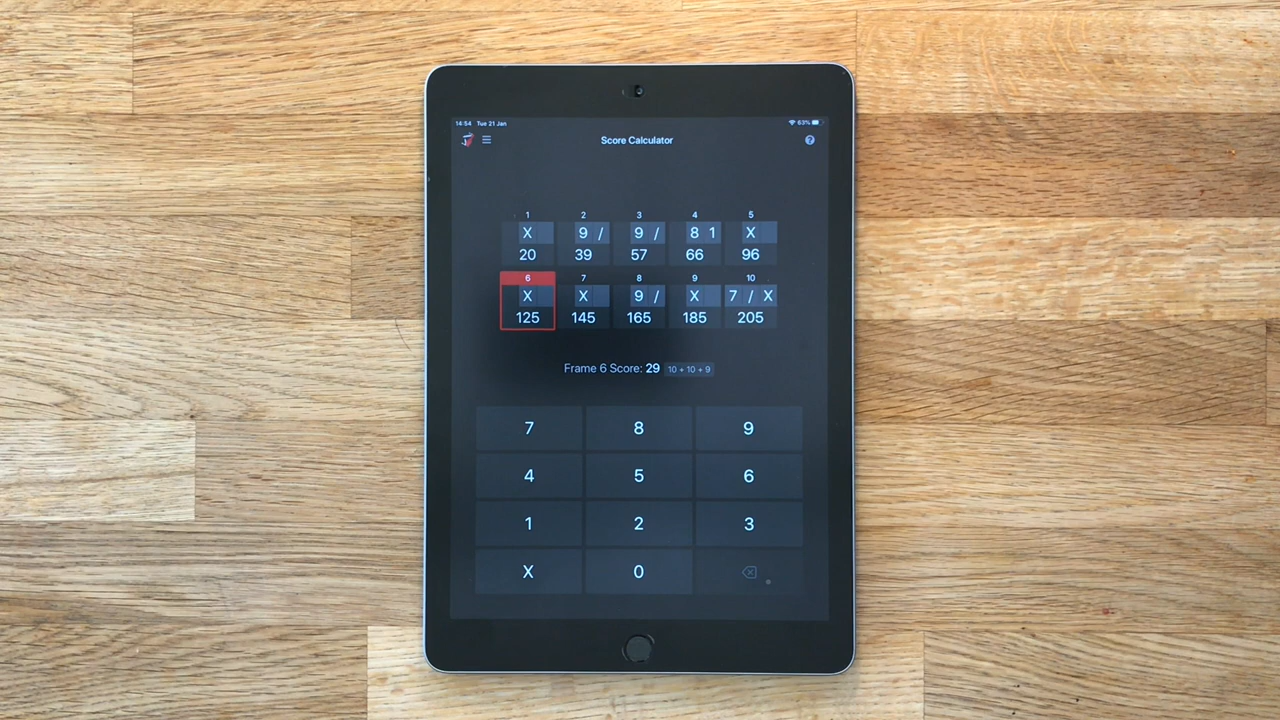 14:54 Tue 21 Jan 63%
Score Calculator ?
1 2 3 4 5
X 9 / 9 / 8 1 X
20 39 57 66 96
6 7 8 9 10
X X 9 / X 7 / X
125 145 165 185 205
Frame 6 Score: 29 10 + 10 + 9
7 8 9
4 5 6
1 2 3
X 0